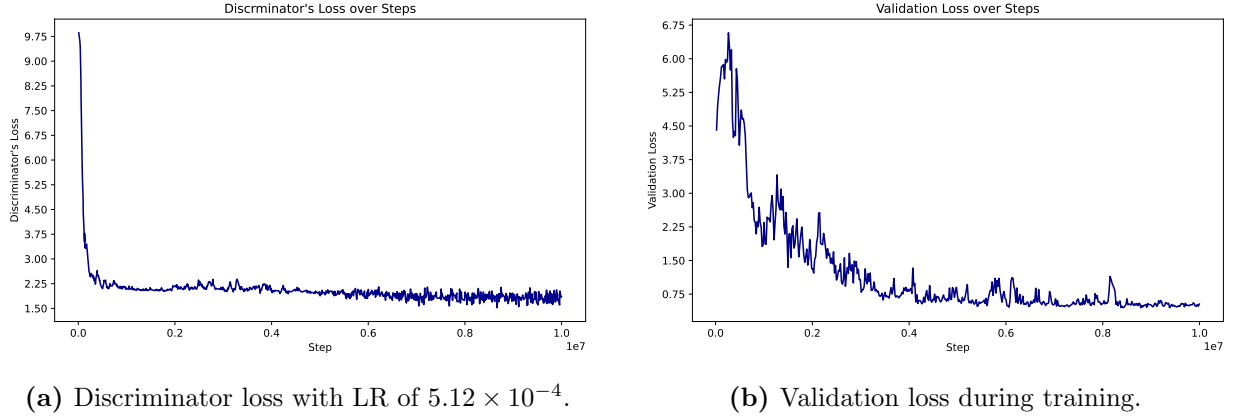 Discrminator's Loss over Steps
9.75
9.00
8.25
7.50
6.75
6.00
5.25
4.50
3.75
3.00
2.25
1.50
Discriminator's Loss
0.0 0.2 0.4 0.6 0.8 1.0
Step
1e7
(a) Discriminator loss with LR of 5.12 × 10⁻⁴.
Validation Loss over Steps
6.75
6.00
5.25
4.50
3.75
3.00
2.25
1.50
0.75
Validation Loss
0.0 0.2 0.4 0.6 0.8 1.0
Step
1e7
(b) Validation loss during training.